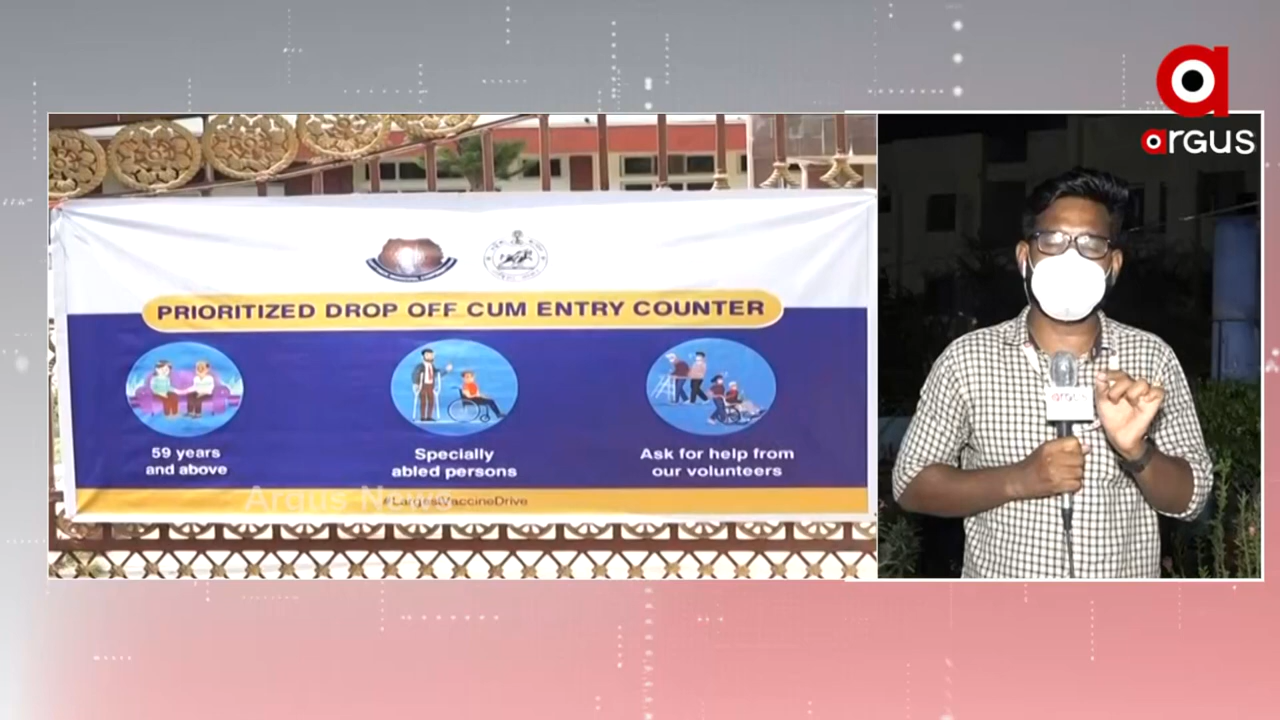 argus
PRIORITIZED DROP OFF CUM ENTRY COUNTER
59 years
and above
Specially
abled persons
Ask for help from
our volunteers
Argus News
#LargestVaccineDrive
argus